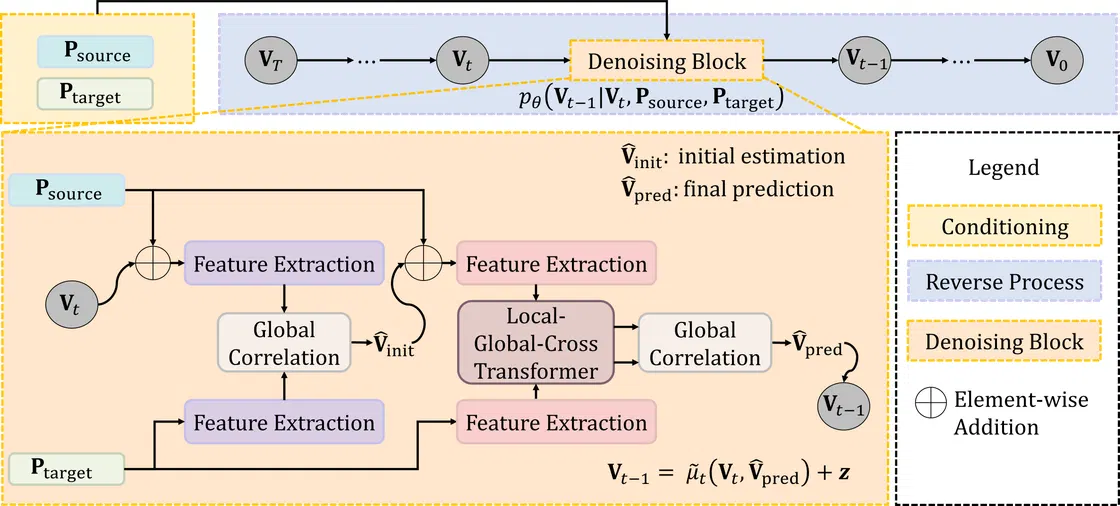 P_source
P_target
V_T
...
V_t
Denoising Block
V_{t−1}
...
V_0
p_θ(V_{t−1}|V_t, P_source, P_target)
V̂_init: initial estimation
V̂_pred: final prediction
P_source
Feature Extraction
Feature Extraction
V_t
Global
Correlation
V̂_init
Local-
Global-Cross
Transformer
Global
Correlation
V̂_pred
V_{t−1}
Feature Extraction
Feature Extraction
P_target
V_{t−1} = μ̃_t(V_t, V̂_pred) + z
Legend
Conditioning
Reverse Process
Denoising Block
Element-wise
Addition